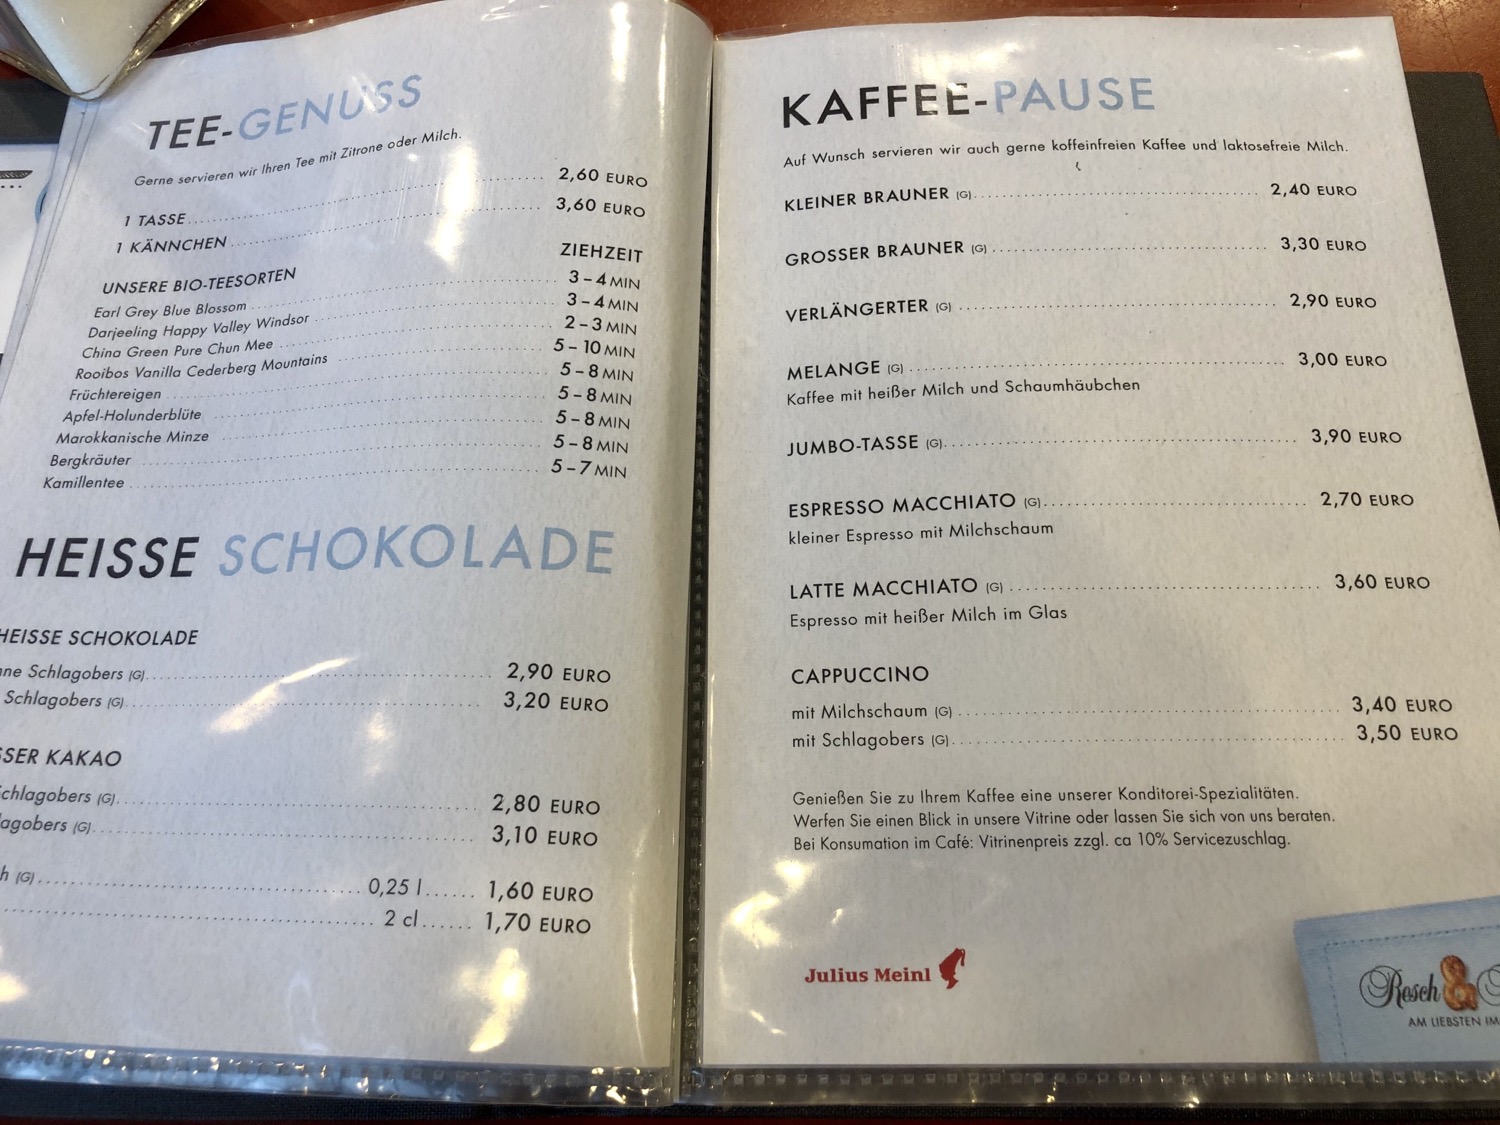 TEE-GENUSS
Gerne servieren wir Ihren Tee mit Zitrone oder Milch.
1 TASSE 2,60 EURO
1 KÄNNCHEN 3,60 EURO
UNSERE BIO-TEESORTEN ZIEHZEIT
Earl Grey Blue Blossom 3 – 4 MIN
Darjeeling Happy Valley Windsor 3 – 4 MIN
China Green Pure Chun Mee 2 – 3 MIN
Rooibos Vanilla Cederberg Mountains 5 – 10 MIN
Früchtereigen 5 – 8 MIN
Apfel-Holunderblüte 5 – 8 MIN
Marokkanische Minze 5 – 8 MIN
Bergkräuter 5 – 8 MIN
Kamillentee 5 – 7 MIN
HEISSE SCHOKOLADE
HEISSE SCHOKOLADE
Schlagobers (G) 2,90 EURO
Schlagobers (G) 3,20 EURO
KAKAO
(G) 2,80 EURO
(G) 3,10 EURO
(G) 0,25 l 1,60 EURO
2 cl 1,70 EURO
KAFFEE-PAUSE
Auf Wunsch servieren wir auch gerne koffeinfreien Kaffee und laktosefreie Milch.
KLEINER BRAUNER (G) 2,40 EURO
GROSSER BRAUNER (G) 3,30 EURO
VERLÄNGERTER (G) 2,90 EURO
MELANGE (G) 3,00 EURO
Kaffee mit heißer Milch und Schaumhäubchen
JUMBO-TASSE (G) 3,90 EURO
ESPRESSO MACCHIATO (G) 2,70 EURO
kleiner Espresso mit Milchschaum
LATTE MACCHIATO (G) 3,60 EURO
Espresso mit heißer Milch im Glas
CAPPUCCINO
mit Milchschaum (G) 3,40 EURO
mit Schlagobers (G) 3,50 EURO
Genießen Sie zu Ihrem Kaffee eine unserer Konditorei-Spezialitäten.
Werfen Sie einen Blick in unsere Vitrine oder lassen Sie sich von uns beraten.
Bei Konsumation im Café: Vitrinenpreis zzgl. ca 10% Servicezuschlag.
Julius Meinl
Resch &
AM LIEBSTEN IM